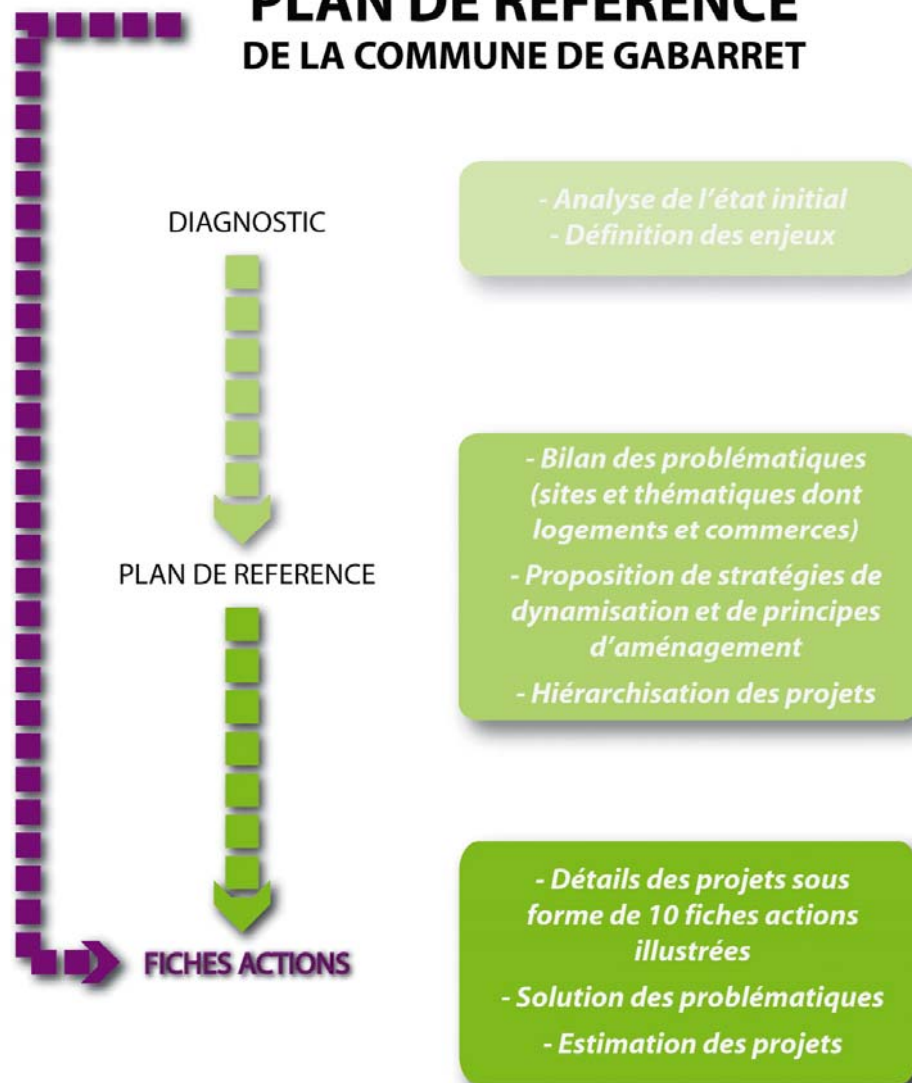 PLAN DE REFERENCE
DE LA COMMUNE DE GABARRET
DIAGNOSTIC
- Analyse de l'état initial
- Définition des enjeux
PLAN DE REFERENCE
- Bilan des problématiques
(sites et thématiques dont
logements et commerces)
- Proposition de stratégies de
dynamisation et de principes
d'aménagement
- Hiérarchisation des projets
FICHES ACTIONS
- Détails des projets sous
forme de 10 fiches actions
illustrées
- Solution des problématiques
- Estimation des projets